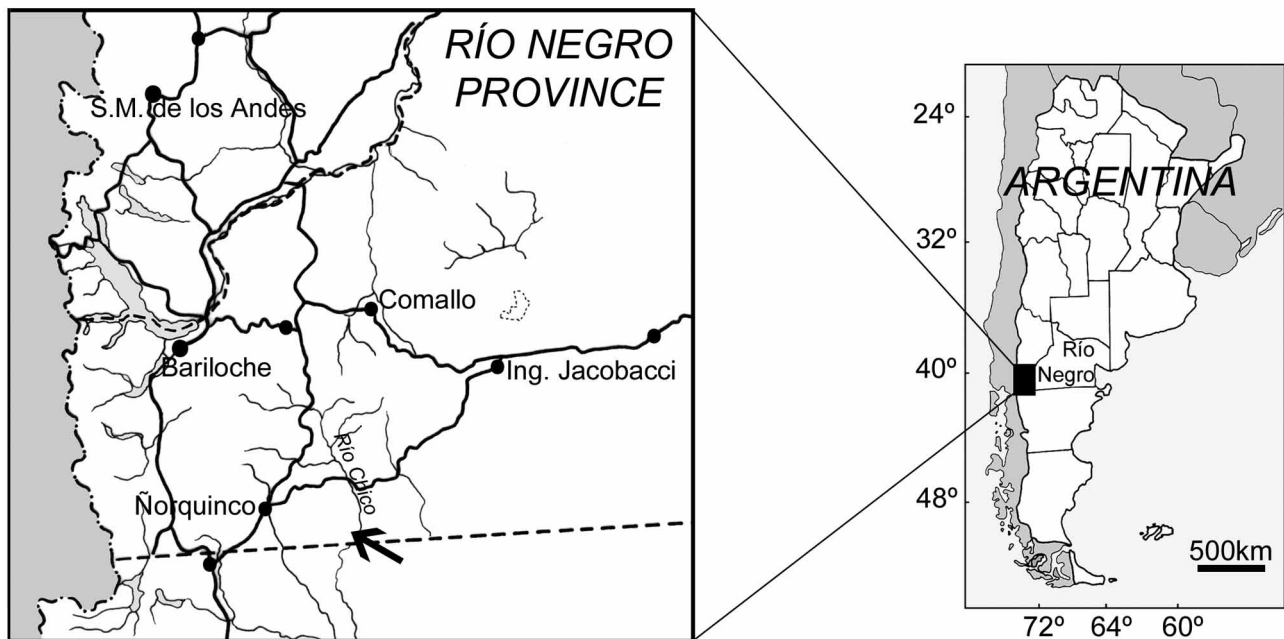 RÍO NEGRO
PROVINCE
S.M. de los Andes
Comallo
Bariloche
Ing. Jacobacci
Río Chico
Ñorquinco
24º
ARGENTINA
32º
Río
Negro
40º
48º
500km
72º 64º 60º